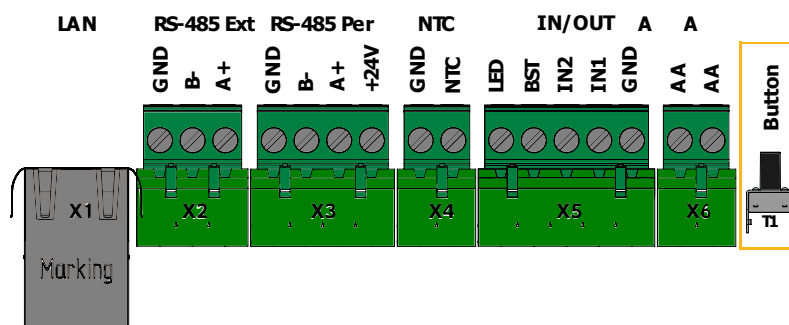 LAN RS-485 Ext RS-485 Per NTC IN/OUT A A
GND B- A+ GND B- A+ +24V GND NTC LED BST IN2 IN1 GND AA AA Button
X1 X2 X3 X4 X5 X6 T1
Marking